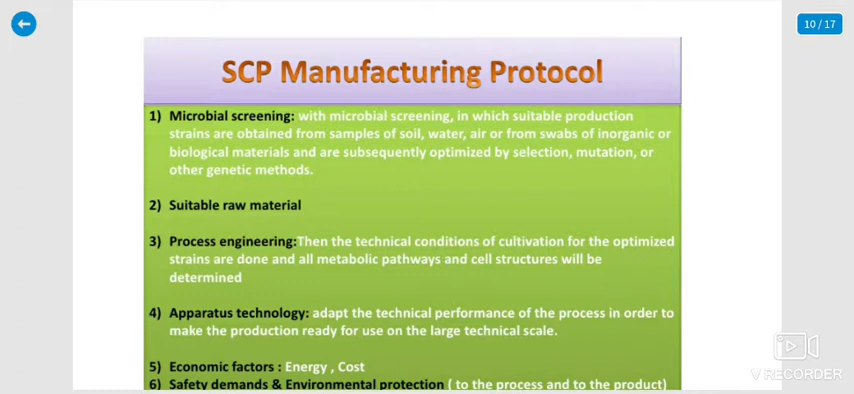 10 / 17
SCP Manufacturing Protocol
1) Microbial screening: with microbial screening, in which suitable production
strains are obtained from samples of soil, water, air or from swabs of inorganic or
biological materials and are subsequently optimized by selection, mutation, or
other genetic methods.
2) Suitable raw material
3) Process engineering:Then the technical conditions of cultivation for the optimized
strains are done and all metabolic pathways and cell structures will be
determined
4) Apparatus technology: adapt the technical performance of the process in order to
make the production ready for use on the large technical scale.
5) Economic factors : Energy , Cost
6) Safety demands & Environmental protection ( to the process and to the product)
V RECORDER